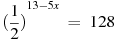 (1/2)^{13-5x} = 128